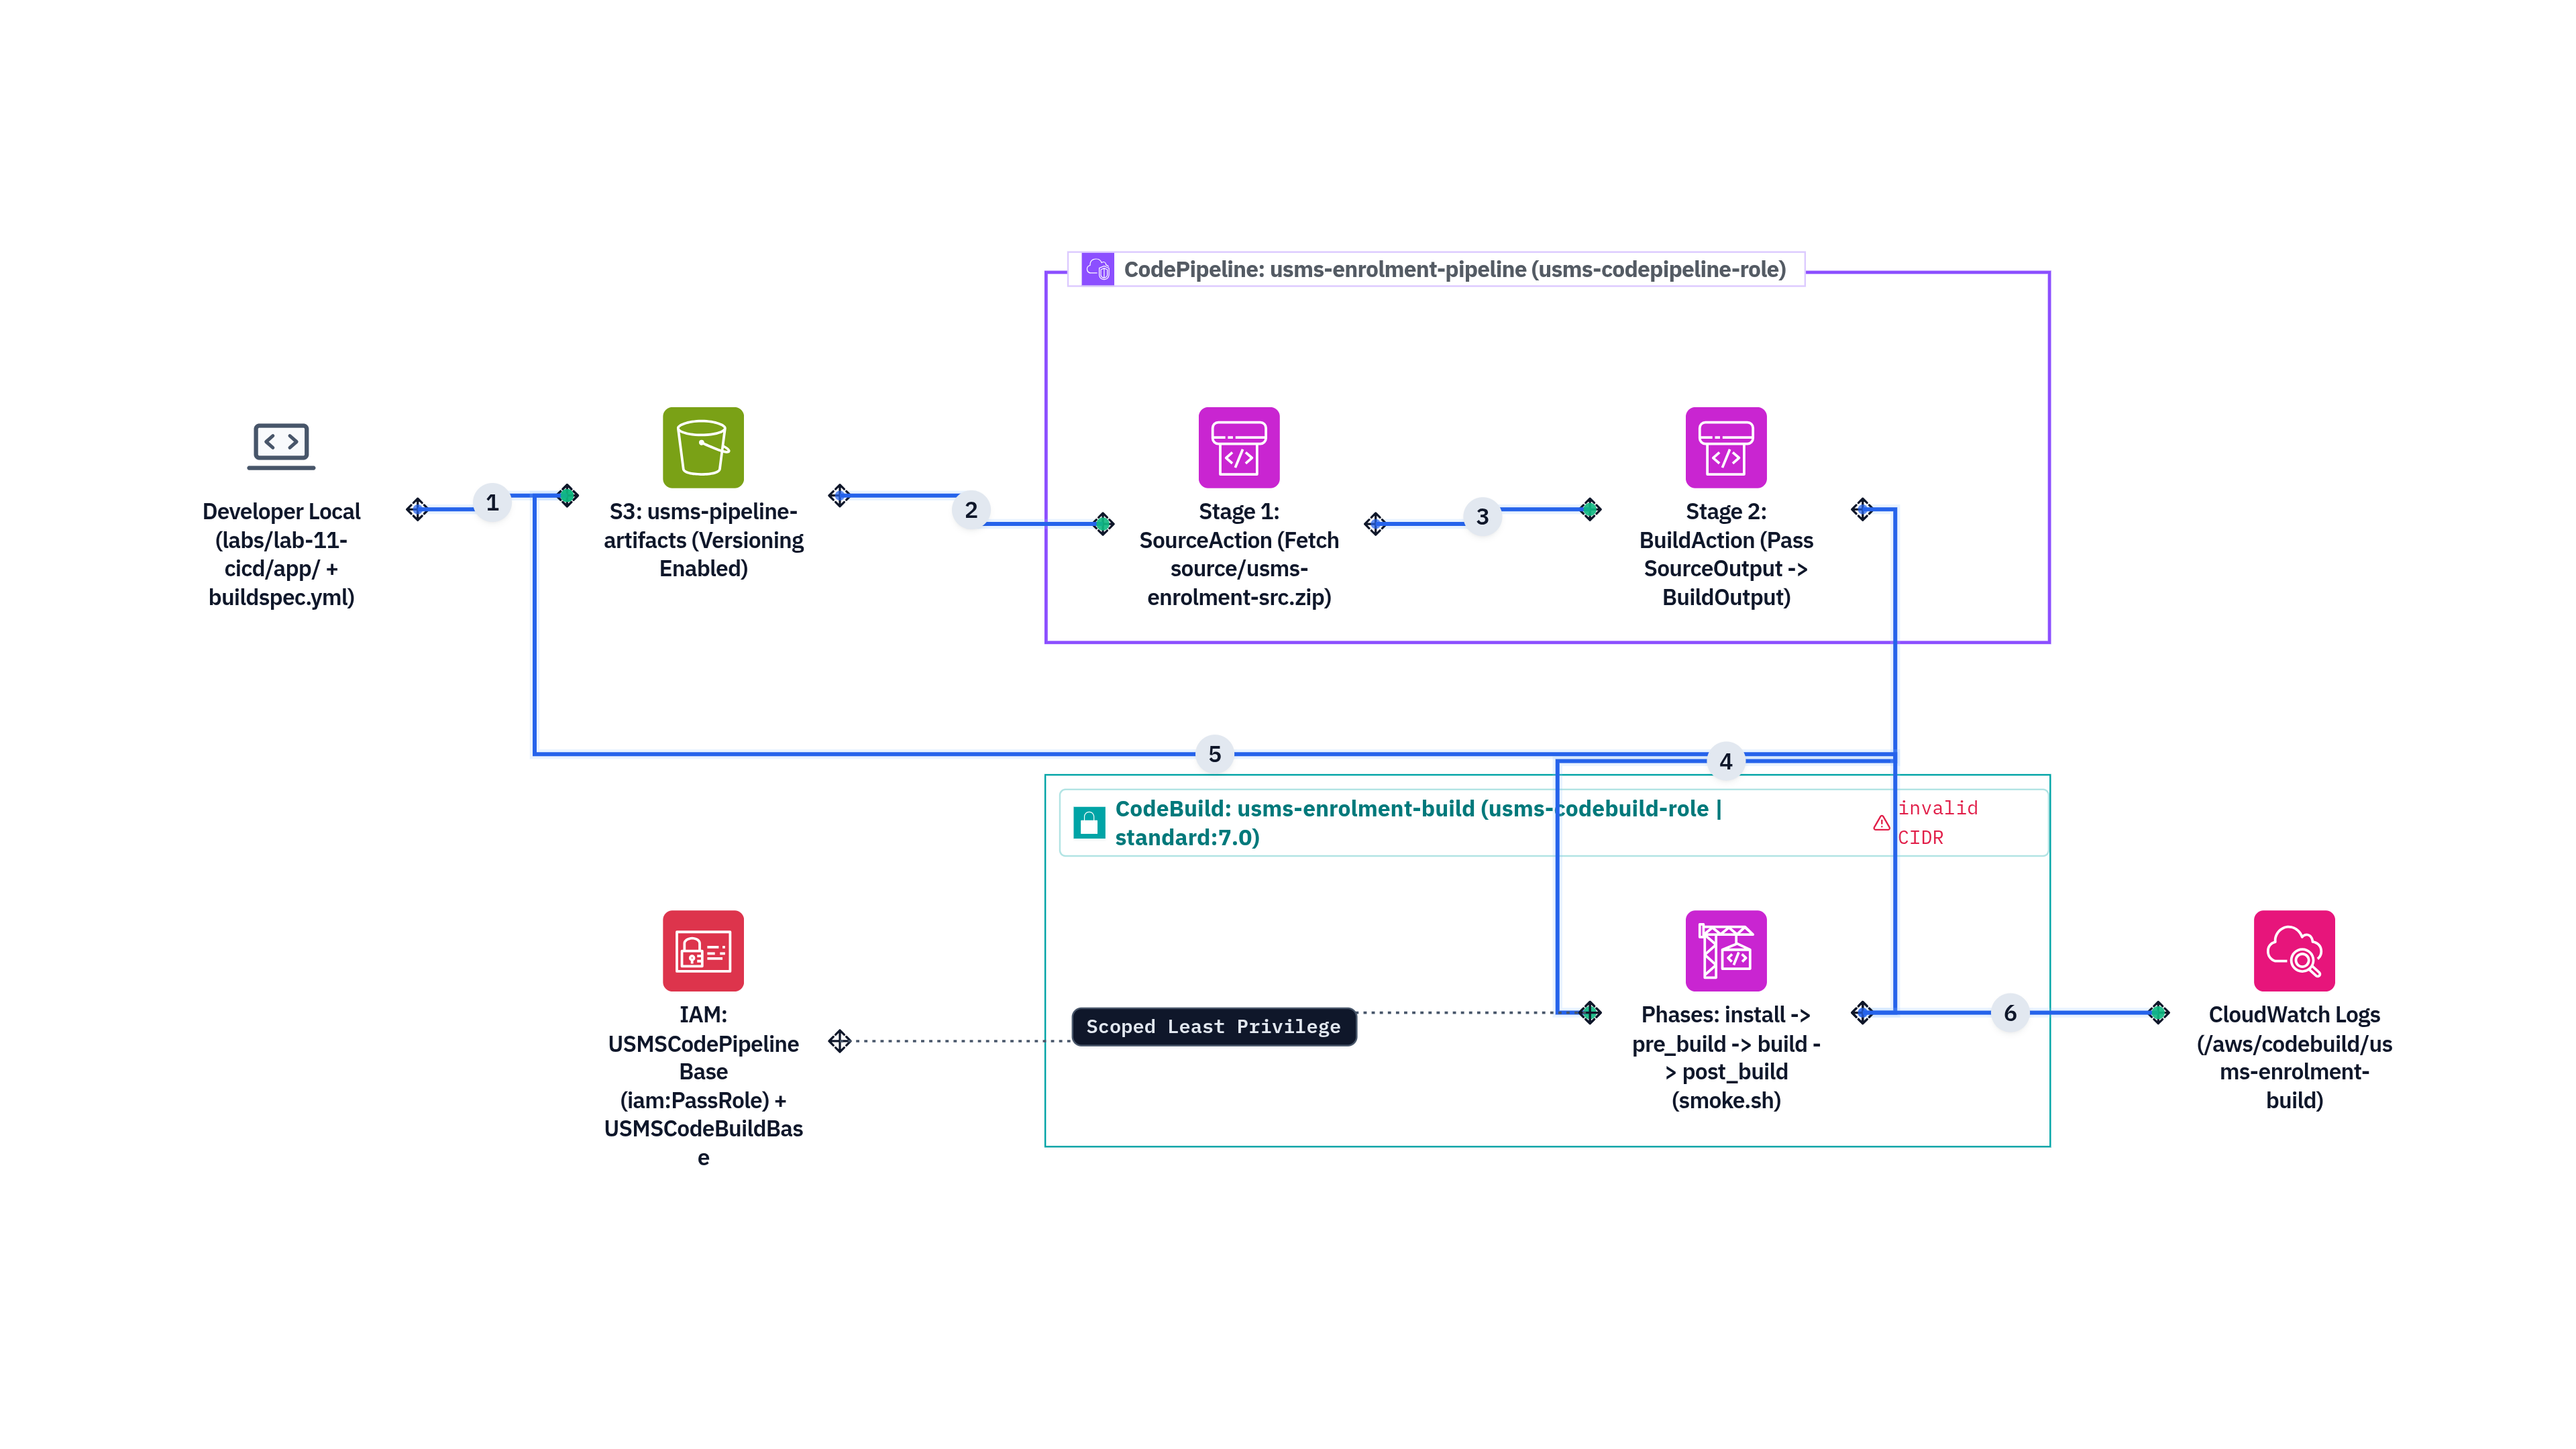 CodePipeline: usms-enrolment-pipeline (usms-codepipeline-role)
Developer Local
(labs/lab-11-
cicd/app/ +
buildspec.yml)
1
S3: usms-pipeline-
artifacts (Versioning
Enabled)
2
Stage 1:
SourceAction (Fetch
source/usms-
enrolment-src.zip)
3
Stage 2:
BuildAction (Pass
SourceOutput ->
BuildOutput)
5
4
CodeBuild: usms-enrolment-build (usms-codebuild-role |
standard:7.0)
invalid
CIDR
IAM:
USMSCodePipeline
Base
(iam:PassRole) +
USMSCodeBuildBas
e
Scoped Least Privilege
Phases: install ->
pre_build -> build -
> post_build
(smoke.sh)
6
CloudWatch Logs
(/aws/codebuild/us
ms-enrolment-
build)